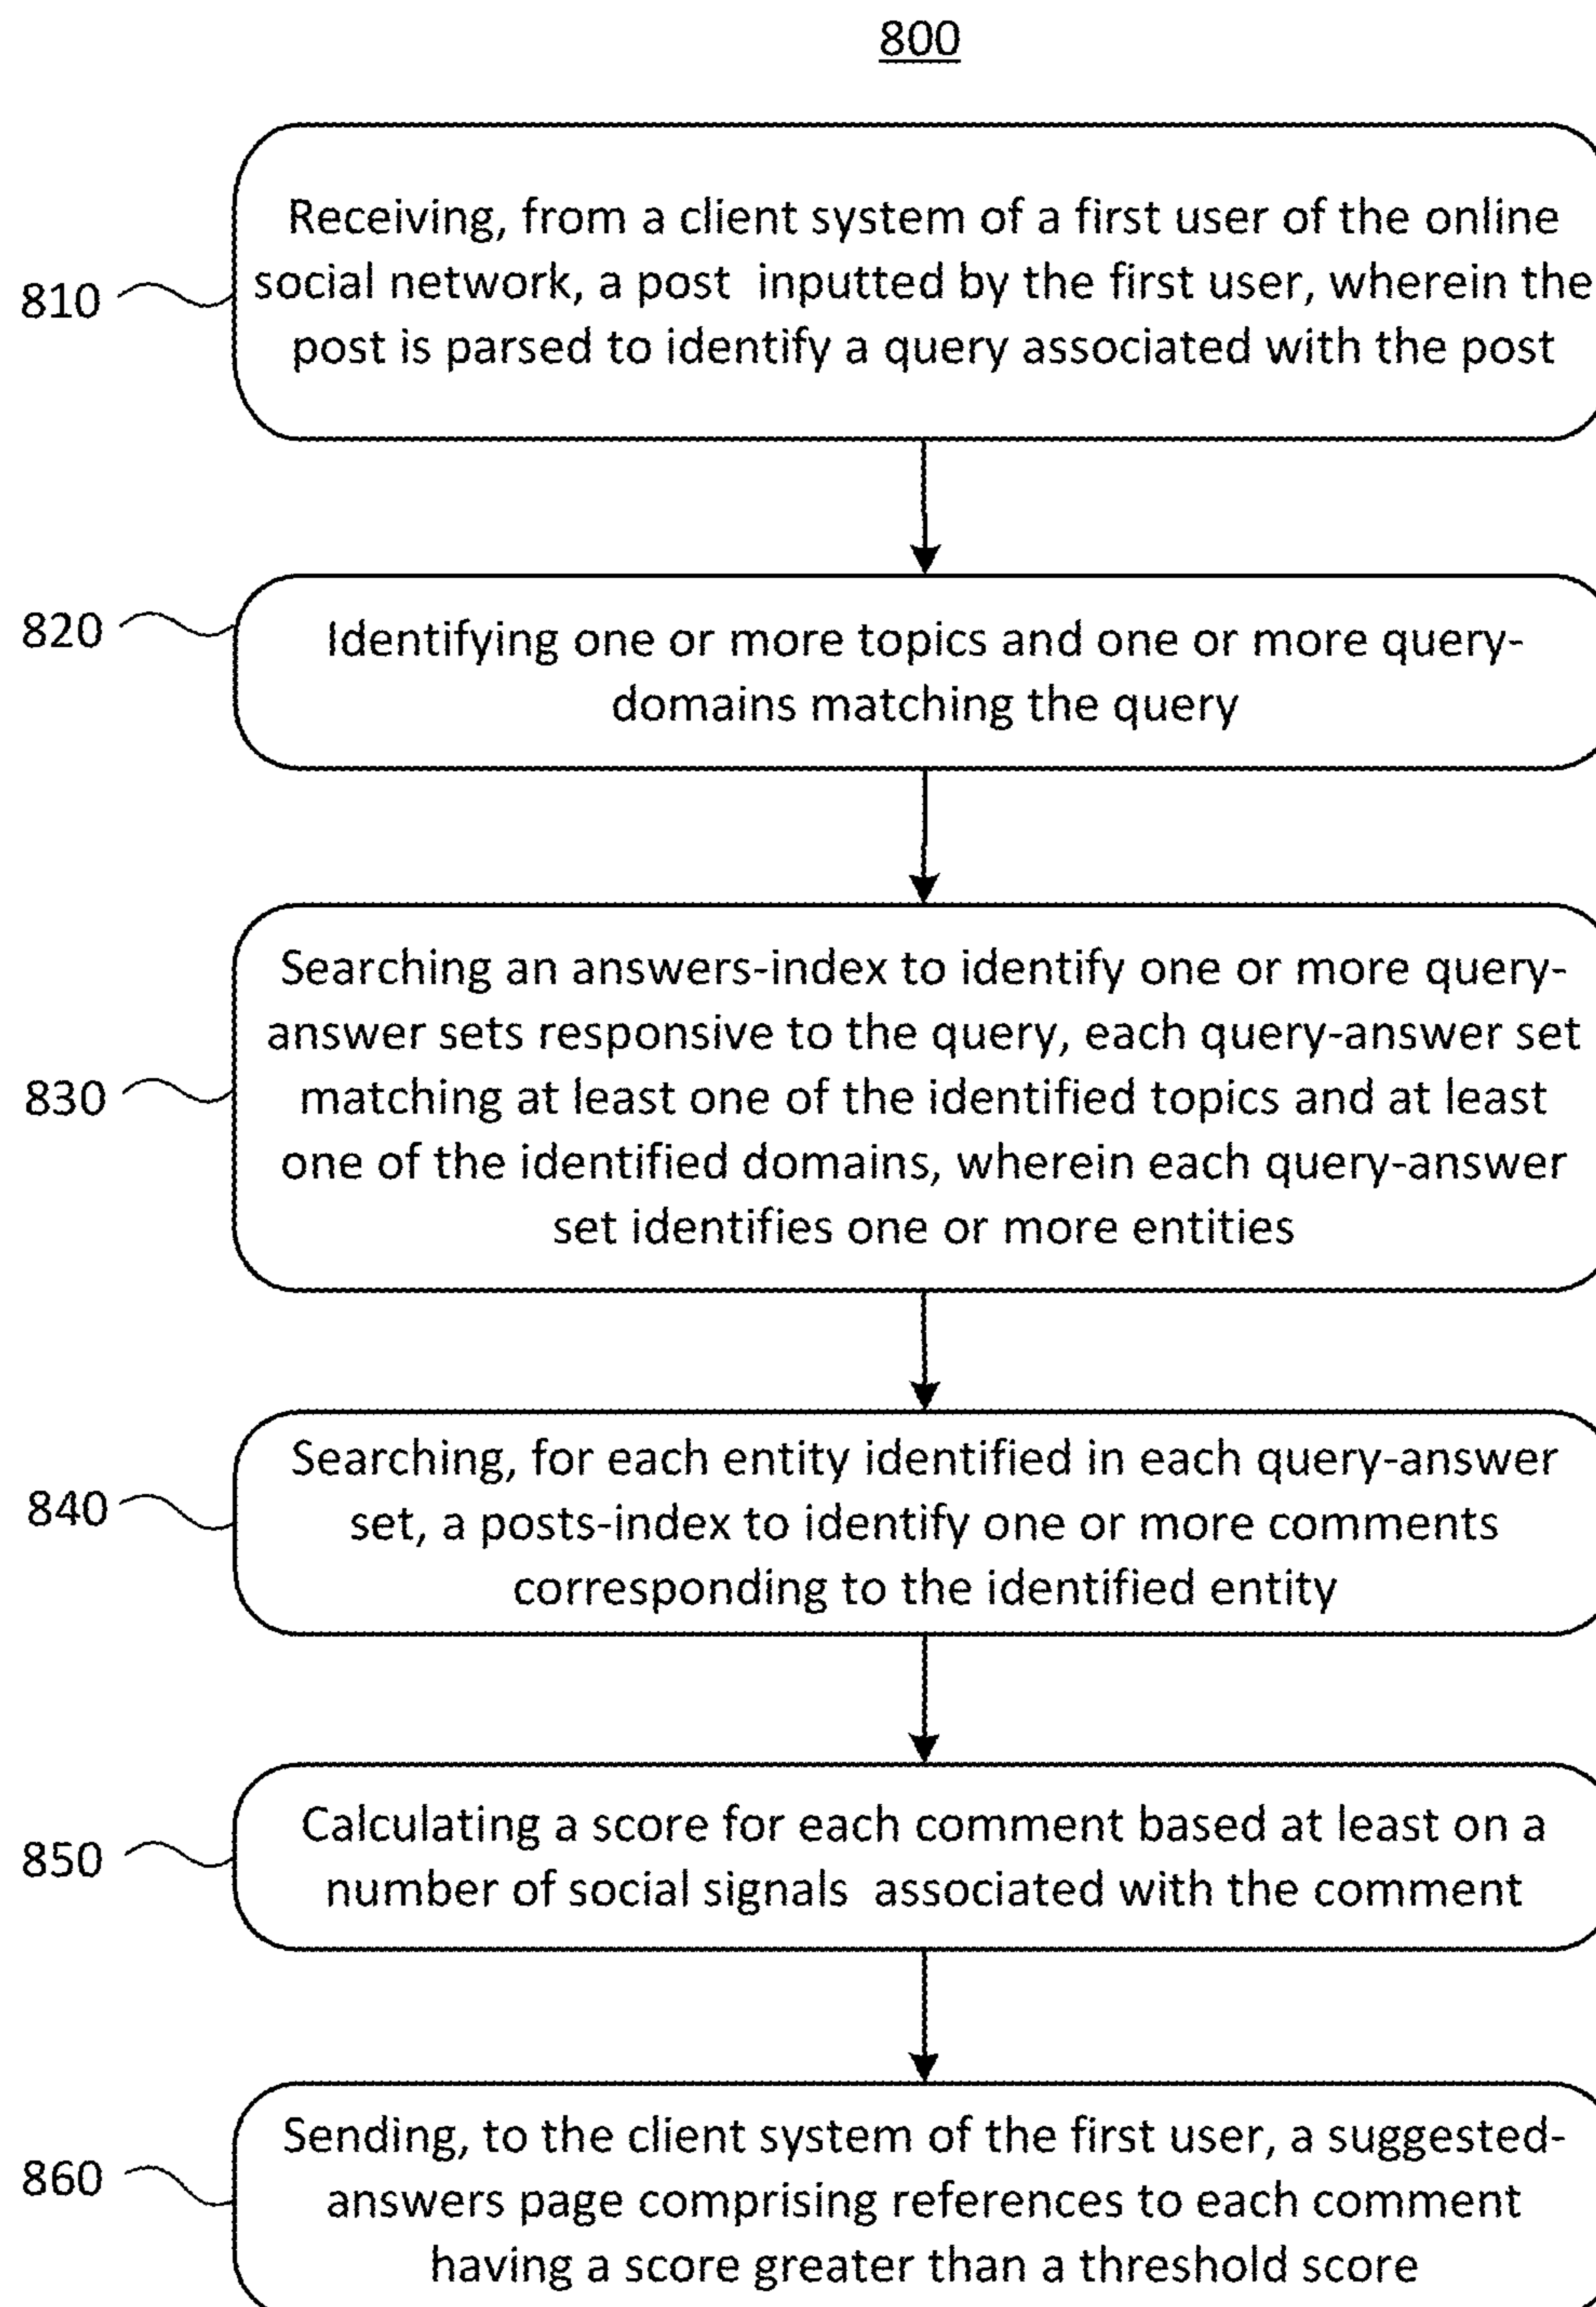 800
810
Receiving, from a client system of a first user of the online
social network, a post inputted by the first user, wherein the
post is parsed to identify a query associated with the post
820
Identifying one or more topics and one or more query-
domains matching the query
830
Searching an answers-index to identify one or more query-
answer sets responsive to the query, each query-answer set
matching at least one of the identified topics and at least
one of the identified domains, wherein each query-answer
set identifies one or more entities
840
Searching, for each entity identified in each query-answer
set, a posts-index to identify one or more comments
corresponding to the identified entity
850
Calculating a score for each comment based at least on a
number of social signals associated with the comment
860
Sending, to the client system of the first user, a suggested-
answers page comprising references to each comment
having a score greater than a threshold score